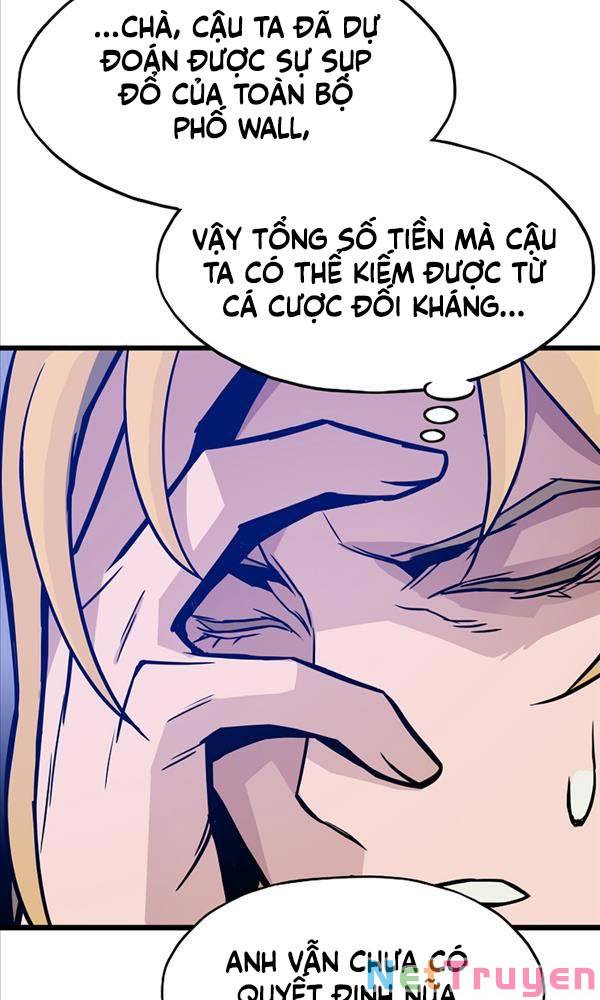 ...CHÀ, CẬU TA ĐÃ DỰ
ĐOÁN ĐƯỢC SỰ SỤP
ĐỔ CỦA TOÀN BỘ
PHỐ WALL,
VẬY TỔNG SỐ TIỀN MÀ CẬU
TA CÓ THỂ KIẾM ĐƯỢC TỪ
CÁ CƯỢC ĐỐI KHÁNG...
ANH VẪN CHƯA CÓ
QUYẾT ĐỊNH NỮA
NetTruyen